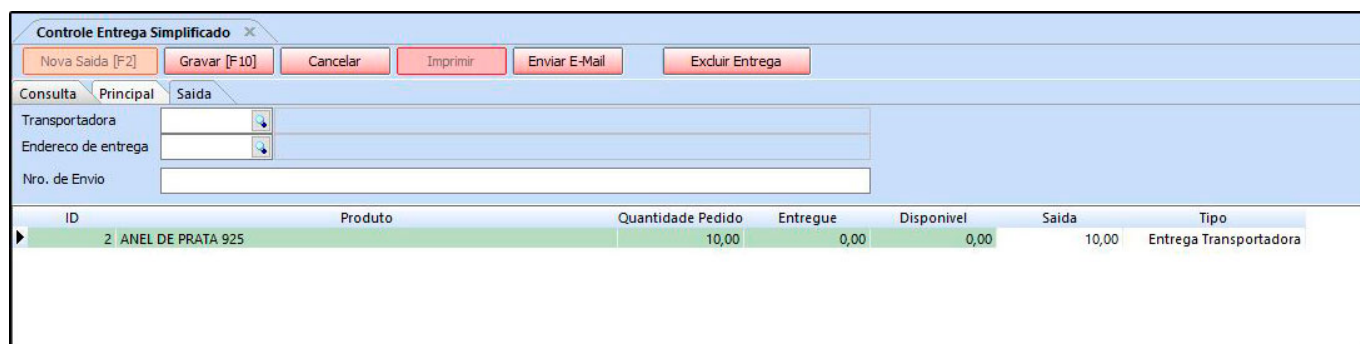 Controle Entrega Simplificado
Nova Saida [F2] Gravar [F10] Cancelar Imprimir Enviar E-Mail Excluir Entrega
Consulta Principal Saida
Transportadora
Endereco de entrega
Nro. de Envio
ID Produto Quantidade Pedido Entregue Disponivel Saida Tipo
2 ANEL DE PRATA 925 10,00 0,00 0,00 10,00 Entrega Transportadora